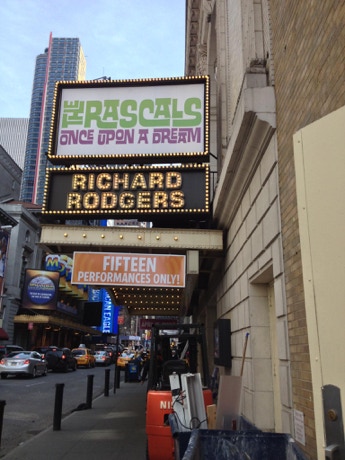 THE RASCALS
ONCE UPON A DREAM
RICHARD
RODGERS
FIFTEEN
PERFORMANCES ONLY!